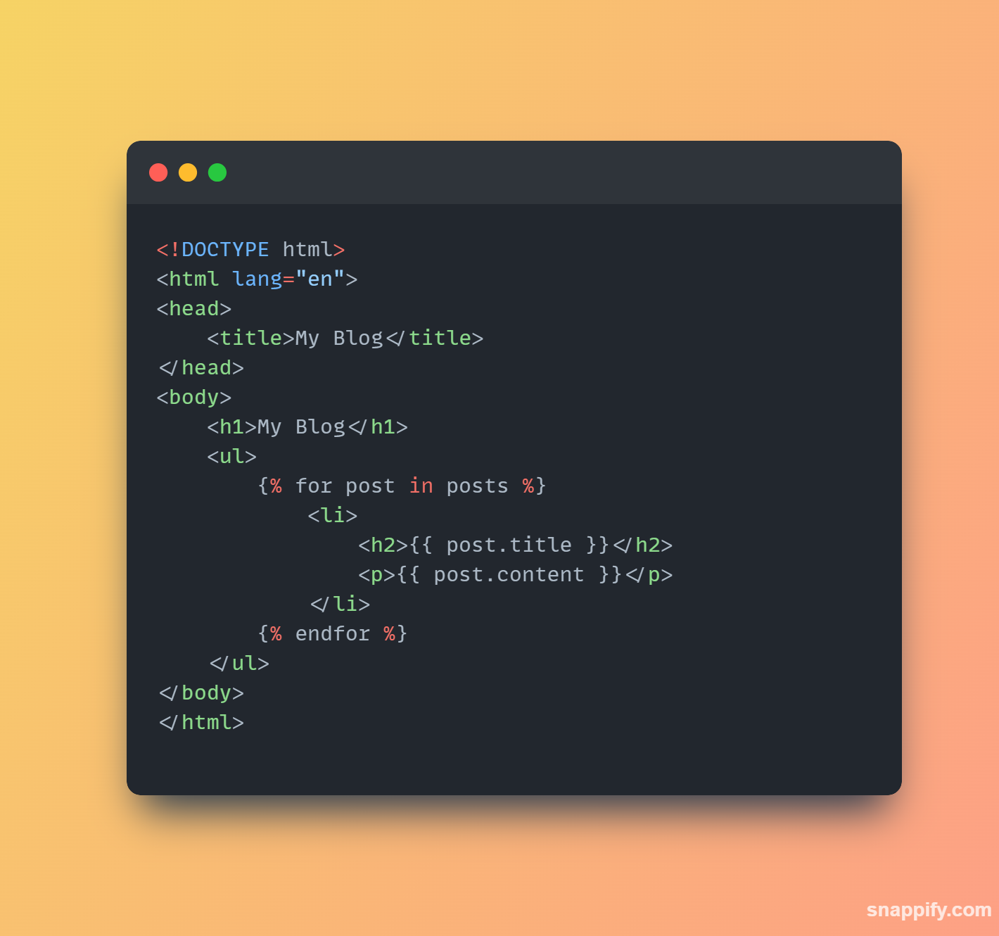 <!DOCTYPE html>
<html lang="en">
<head>
    <title>My Blog</title>
</head>
<body>
    <h1>My Blog</h1>
    <ul>
        {% for post in posts %}
            <li>
                <h2>{{ post.title }}</h2>
                <p>{{ post.content }}</p>
            </li>
        {% endfor %}
    </ul>
</body>
</html>
snappify.com